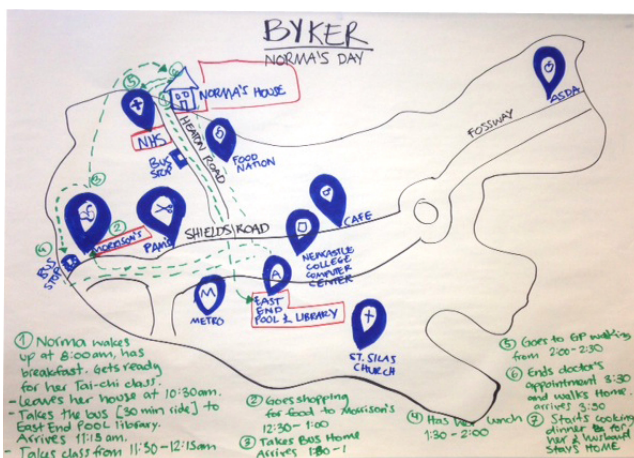 BYKER
NORMA'S DAY
NORMA'S HOUSE
NHS
BUS
STOP
HEATON ROAD
FOOD
NATION
ASDA
FOSSWAY
CAFE
SHIELDS ROAD
NEWCASTLE
COLLEGE
COMPUTER
CENTER
MORRISON'S
PAM'S
BUS
STOP
METRO
M
A
EAST
END
POOL & LIBRARY
ST. SILAS
CHURCH
① Norma wakes
up at 8:00am, has
breakfast. Gets ready
for her Tai-chi class.
- Leaves her house at 10:30am.
- Takes the bus [30 min ride] to
East End POOL library.
Arrives 11:15am.
- Takes class from 11:30-12:15am
② Goes shopping
for food to Morrison's
12:30-1:00
③ Takes Bus Home
Arrives
④ Has her lunch
1:30-2:00
⑤ Goes to GP walking
from 2:00-2:30
⑥ Ends doctor's
appointment 3:30
and walks Home.
arrives 3:50
⑦ Starts cooking
dinner for
her & husband
STAYS HOME
②
⑤